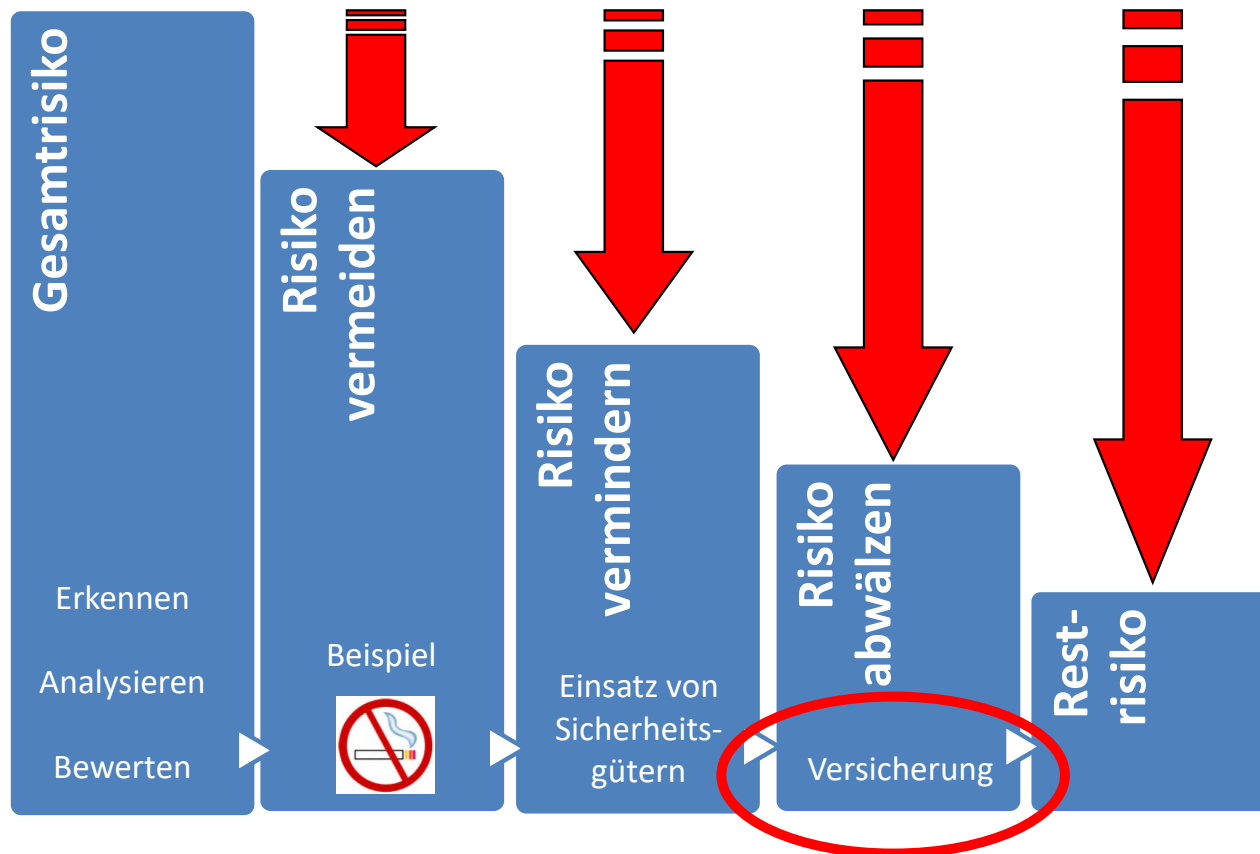 Gesamtrisiko
Erkennen
Analysieren
Bewerten
Risiko
vermeiden
Beispiel
Risiko
vermindern
Einsatz von
Sicherheits-
gütern
Risiko
abwälzen
Versicherung
Rest-
risiko